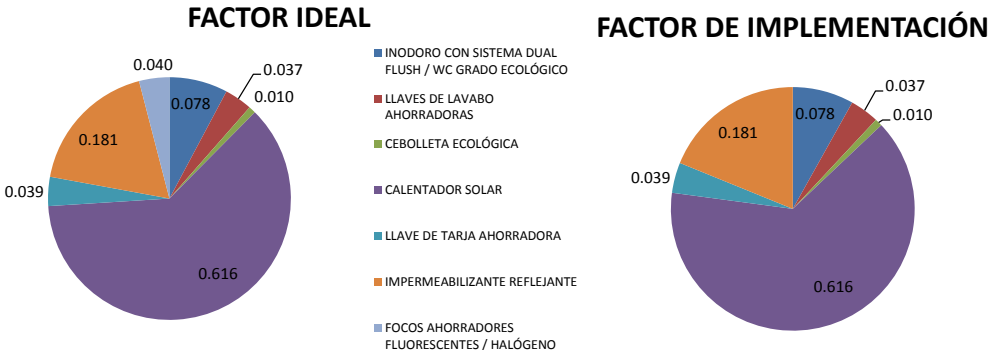 FACTOR IDEAL
0.040
0.078
0.037
0.010
0.181
0.039
0.616
INODORO CON SISTEMA DUAL
FLUSH / WC GRADO ECOLÓGICO
LLAVES DE LAVABO
AHORRADORAS
CEBOLLETA ECOLÓGICA
CALENTADOR SOLAR
LLAVE DE TARJA AHORRADORA
IMPERMEABILIZANTE REFLEJANTE
FOCOS AHORRADORES
FLUORESCENTES / HALÓGENO
FACTOR DE IMPLEMENTACIÓN
0.078
0.037
0.010
0.181
0.039
0.616